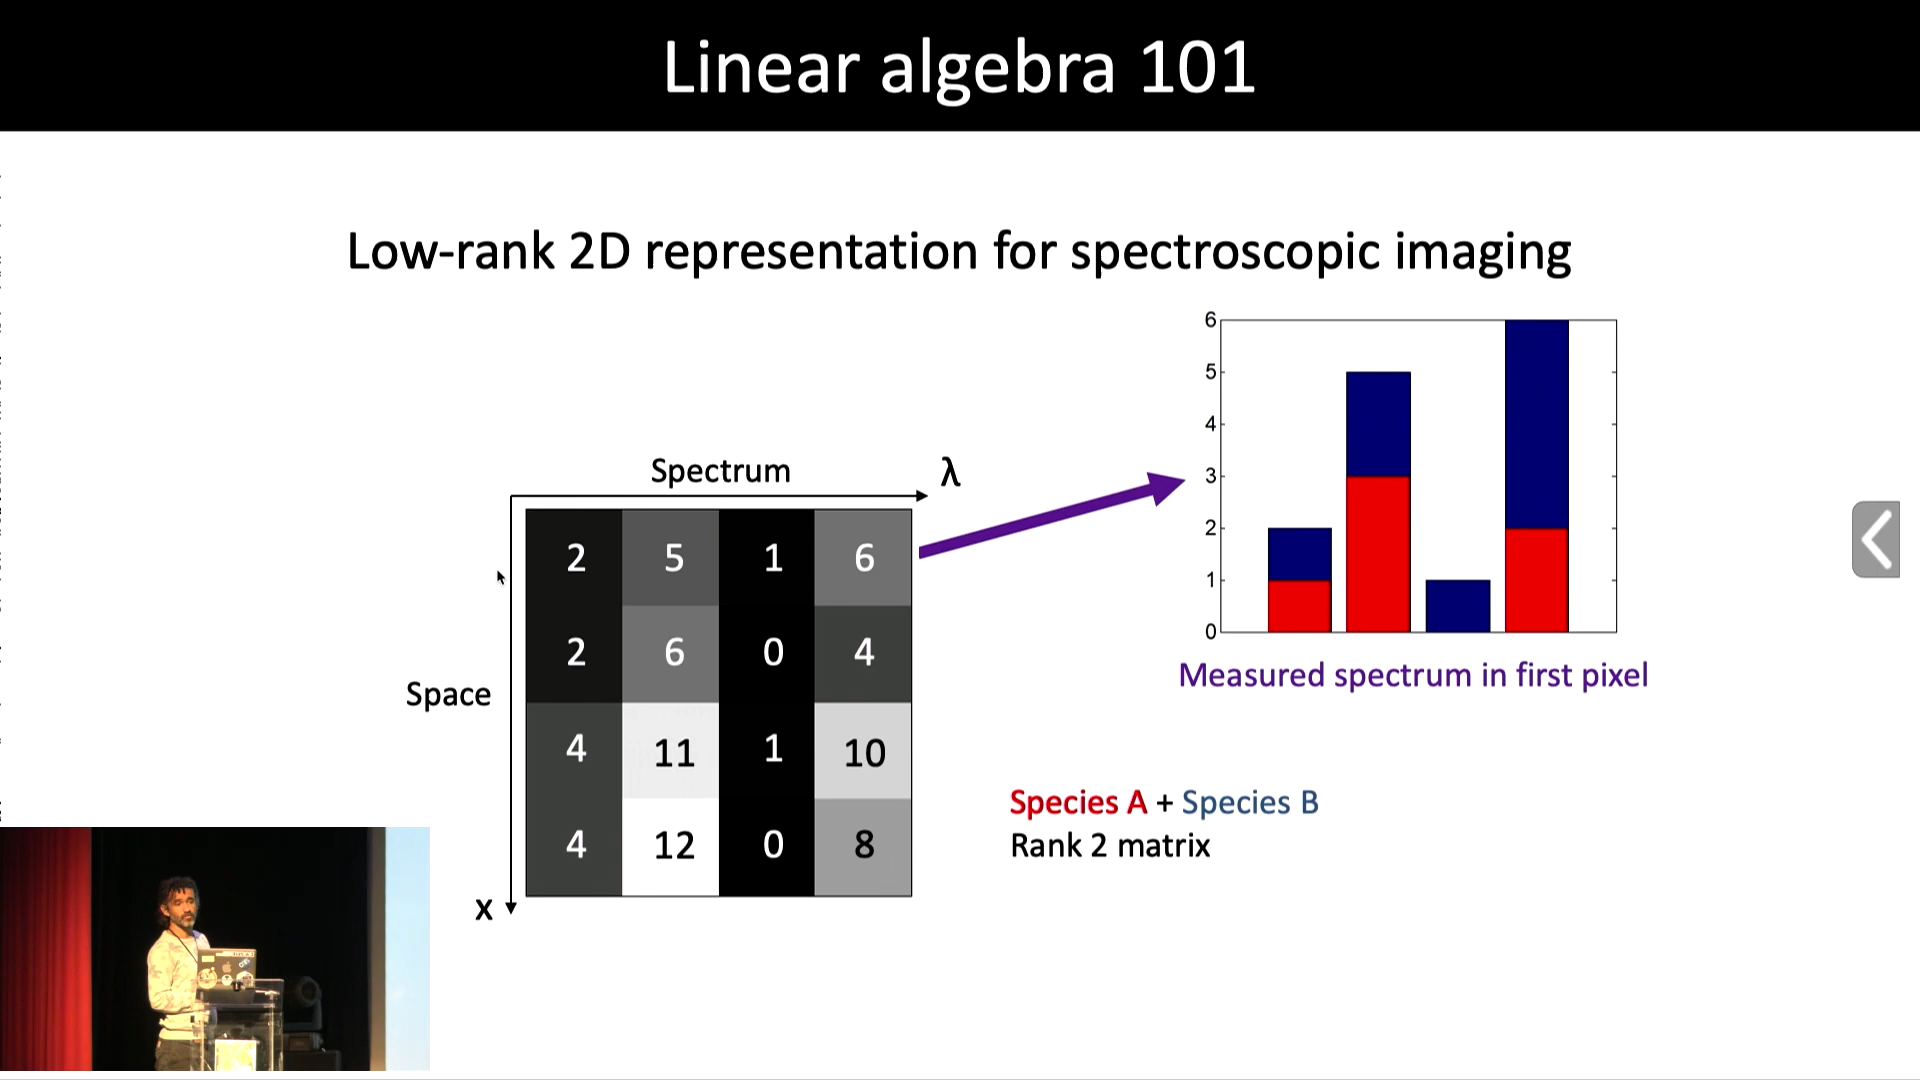 Linear algebra 101
Low-rank 2D representation for spectroscopic imaging
6
5
4
3
2
1
0
Measured spectrum in first pixel
Spectrum λ
2 5 1 6
2 6 0 4
Space
4 11 1 10
4 12 0 8
x
Species A + Species B
Rank 2 matrix